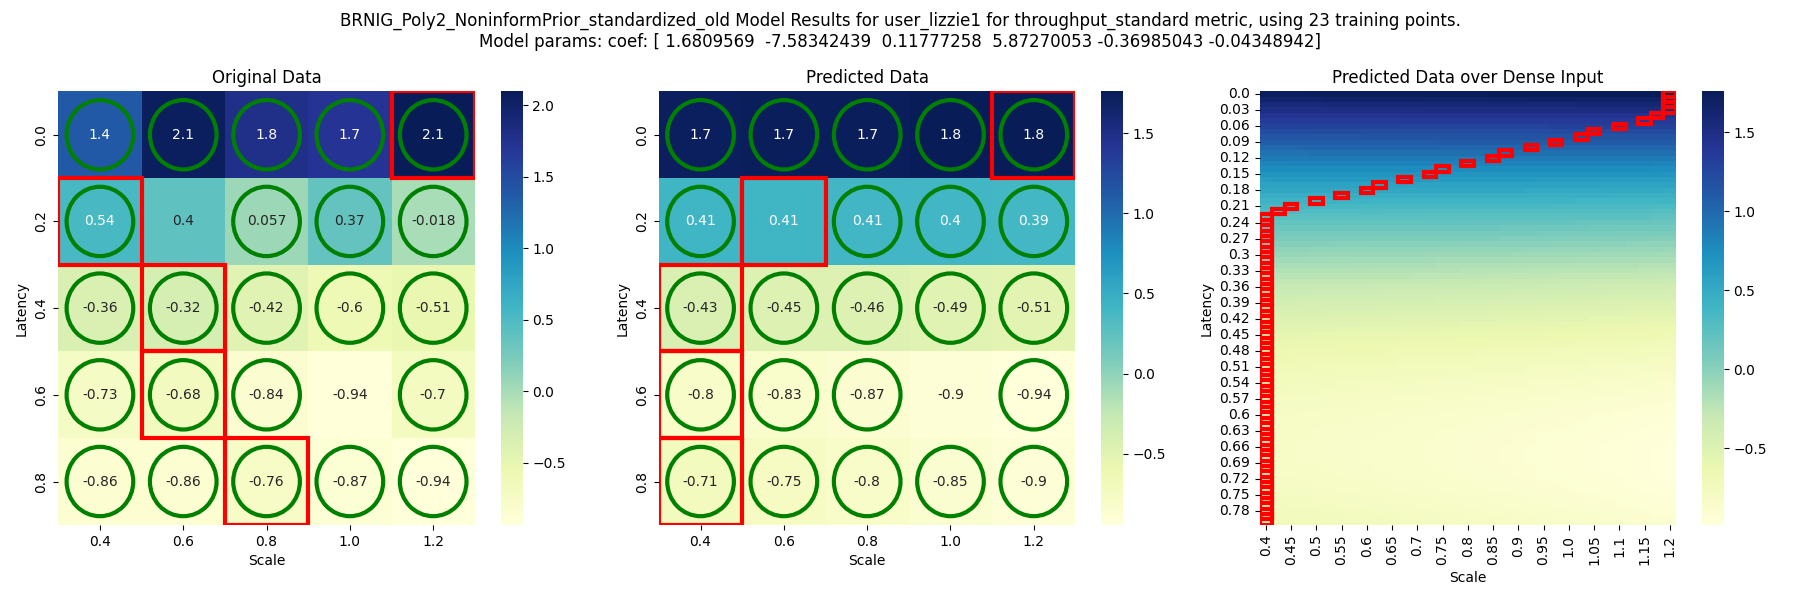 BRNIG_Poly2_NoninformPrior_standardized_old Model Results for user_lizzie1 for throughput_standard metric, using 23 training points.
Model params: coef: [ 1.6809569  -7.58342439  0.11777258  5.87270053 -0.36985043 -0.04348942]
Original Data
Latency
0.0 1.4 2.1 1.8 1.7 2.1
0.2 0.54 0.4 0.057 0.37 -0.018
0.4 -0.36 -0.32 -0.42 -0.6 -0.51
0.6 -0.73 -0.68 -0.84 -0.94 -0.7
0.8 -0.86 -0.86 -0.76 -0.87 -0.94
0.4 0.6 0.8 1.0 1.2
Scale
2.0
1.5
1.0
0.5
0.0
−0.5
Predicted Data
Latency
0.0 1.7 1.7 1.7 1.8 1.8
0.2 0.41 0.41 0.41 0.4 0.39
0.4 -0.43 -0.45 -0.46 -0.49 -0.51
0.6 -0.8 -0.83 -0.87 -0.9 -0.94
0.8 -0.71 -0.75 -0.8 -0.85 -0.9
0.4 0.6 0.8 1.0 1.2
Scale
1.5
1.0
0.5
0.0
−0.5
Predicted Data over Dense Input
Latency
0.0
0.03
0.06
0.09
0.12
0.15
0.18
0.21
0.24
0.27
0.3
0.33
0.36
0.39
0.42
0.45
0.48
0.51
0.54
0.57
0.6
0.63
0.66
0.69
0.72
0.75
0.78
0.4 0.45 0.5 0.55 0.6 0.65 0.7 0.75 0.8 0.85 0.9 0.95 1.0 1.05 1.1 1.15 1.2
Scale
1.5
1.0
0.5
0.0
−0.5